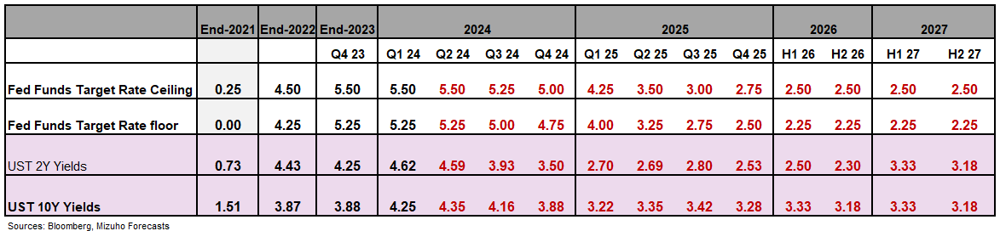 End-2021 End-2022 End-2023 2024 2025 2026 2027
Q4 23 Q1 24 Q2 24 Q3 24 Q4 24 Q1 25 Q2 25 Q3 25 Q4 25 H1 26 H2 26 H1 27 H2 27
Fed Funds Target Rate Ceiling 0.25 4.50 5.50 5.50 5.50 5.25 5.00 4.25 3.50 3.00 2.75 2.50 2.50 2.50 2.50
Fed Funds Target Rate floor 0.00 4.25 5.25 5.25 5.25 5.00 4.75 4.00 3.25 2.75 2.50 2.25 2.25 2.25 2.25
UST 2Y Yields 0.73 4.43 4.25 4.62 4.59 3.93 3.50 2.70 2.69 2.80 2.53 2.50 2.30 3.33 3.18
UST 10Y Yields 1.51 3.87 3.88 4.25 4.35 4.16 3.88 3.22 3.35 3.42 3.28 3.33 3.18 3.33 3.18
Sources: Bloomberg, Mizuho Forecasts